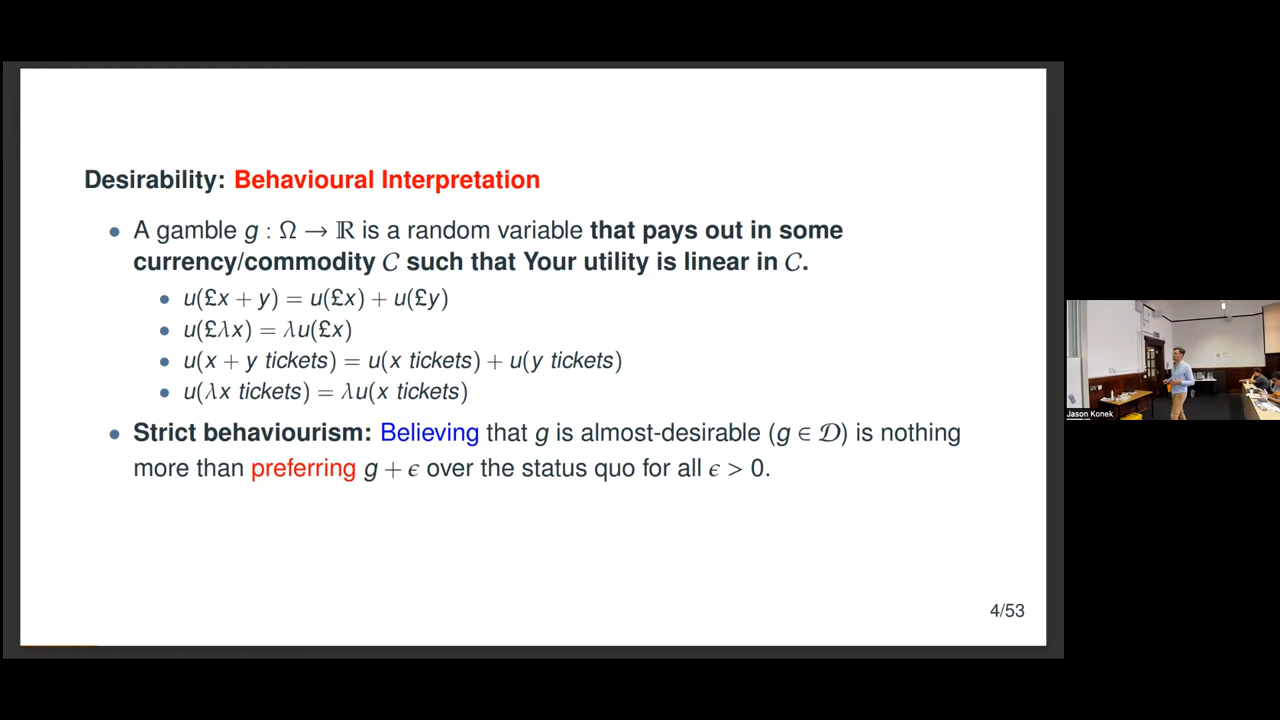 Desirability: Behavioural Interpretation
• A gamble g : Ω → ℝ is a random variable that pays out in some
currency/commodity 𝒞 such that Your utility is linear in 𝒞.
• u(£x + y) = u(£x) + u(£y)
• u(£λx) = λu(£x)
• u(x + y tickets) = u(x tickets) + u(y tickets)
• u(λx tickets) = λu(x tickets)
• Strict behaviourism: Believing that g is almost-desirable (g ∈ 𝒟) is nothing
more than preferring g + ϵ over the status quo for all ϵ > 0.
4/53
Jason Konek